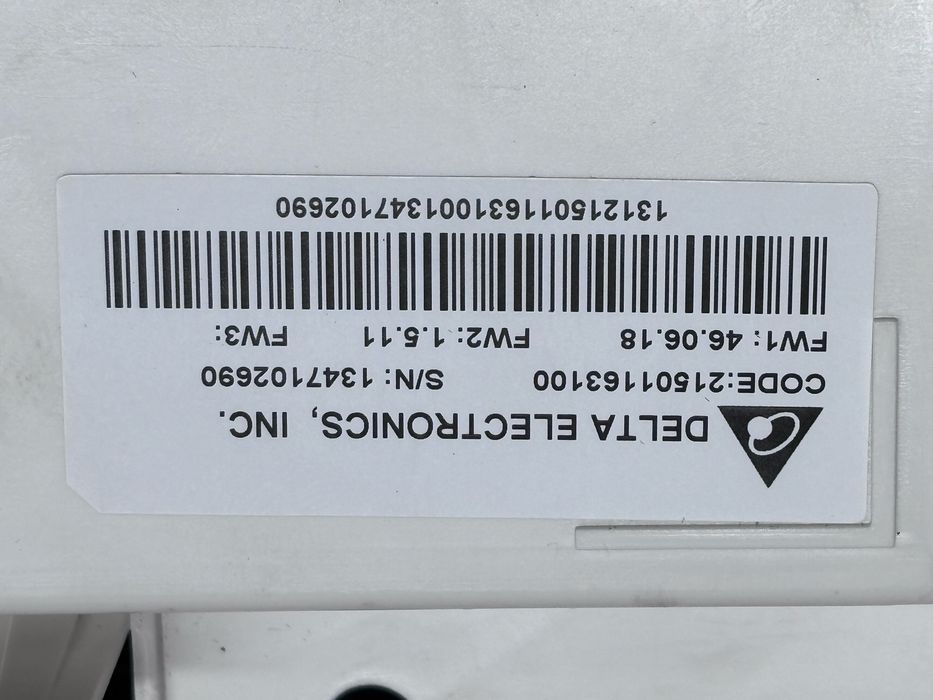 DELTA ELECTRONICS, INC.
CODE:21501163100 S/N: 1347102690
FW1: 46.06.18 FW2: 1.5.11 FW3:
131215011631001347102690